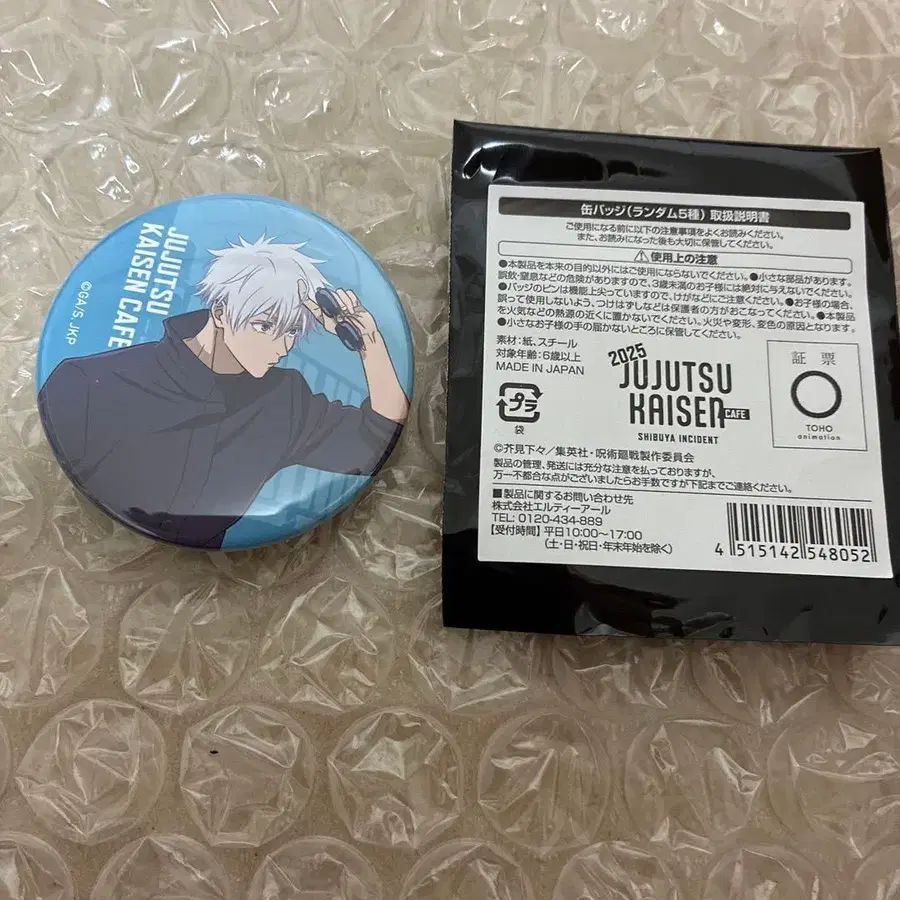 JUJUTSU
KAISEN CAFE
©GA/S, JKP
缶バッジ(ランダム5種)取扱説明書
ご使用になる前に以下の注意事項をよくお読みください。
また、お読みになった後も大切に保管してください。
⚠使用上の注意
●本製品を本来の目的以外にはご使用にならないでください。●小さな部品があります。
誤飲・窒息などの危険がありますので、3歳未満のお子様には絶対に与えないでください。
●バッジのピンは機能上尖っていますので、けがなどにご注意ください。●お子様の場合、
誤って使用しないよう、つけはずしなどは保護者の方がおこなってください。●本製品
を火気などの熱源の近くに置かないでください。火災や変形、変色の原因となります。
●小さなお子様の手の届かないところに保管してください。
素材:紙、スチール
対象年齢:6歳以上
MADE IN JAPAN
プラ
袋
2025
JUJUTSU
KAISEN CAFE
SHIBUYA INCIDENT
証票
TOHO
animation
©芥見下々/集英社・呪術廻戦製作委員会
製品の管理、発送には充分な注意を払っておりますが、
万一不都合な点がございましたらお手数ですが下記までご連絡ください。
■製品に関するお問い合わせ先
株式会社エルティーアール
TEL: 0120-434-889
【受付時間】平日10:00〜17:00
(土・日・祝日・年末年始を除く)
4 515142 548052